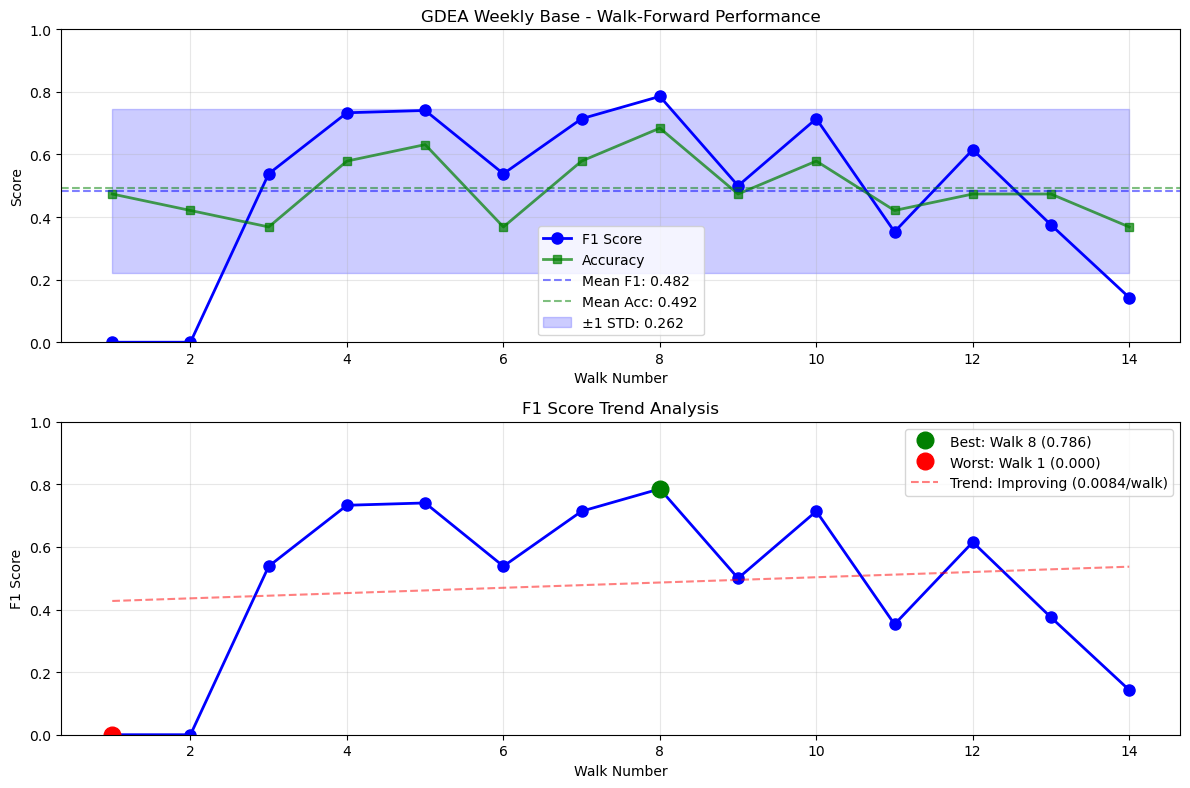 GDEA Weekly Base - Walk-Forward Performance
1.0
0.8
0.6
0.4
0.2
0.0
Score
F1 Score
Accuracy
Mean F1: 0.482
Mean Acc: 0.492
±1 STD: 0.262
2 4 6 8 10 12 14
Walk Number
F1 Score Trend Analysis
1.0
0.8
0.6
0.4
0.2
0.0
F1 Score
Best: Walk 8 (0.786)
Worst: Walk 1 (0.000)
Trend: Improving (0.0084/walk)
2 4 6 8 10 12 14
Walk Number